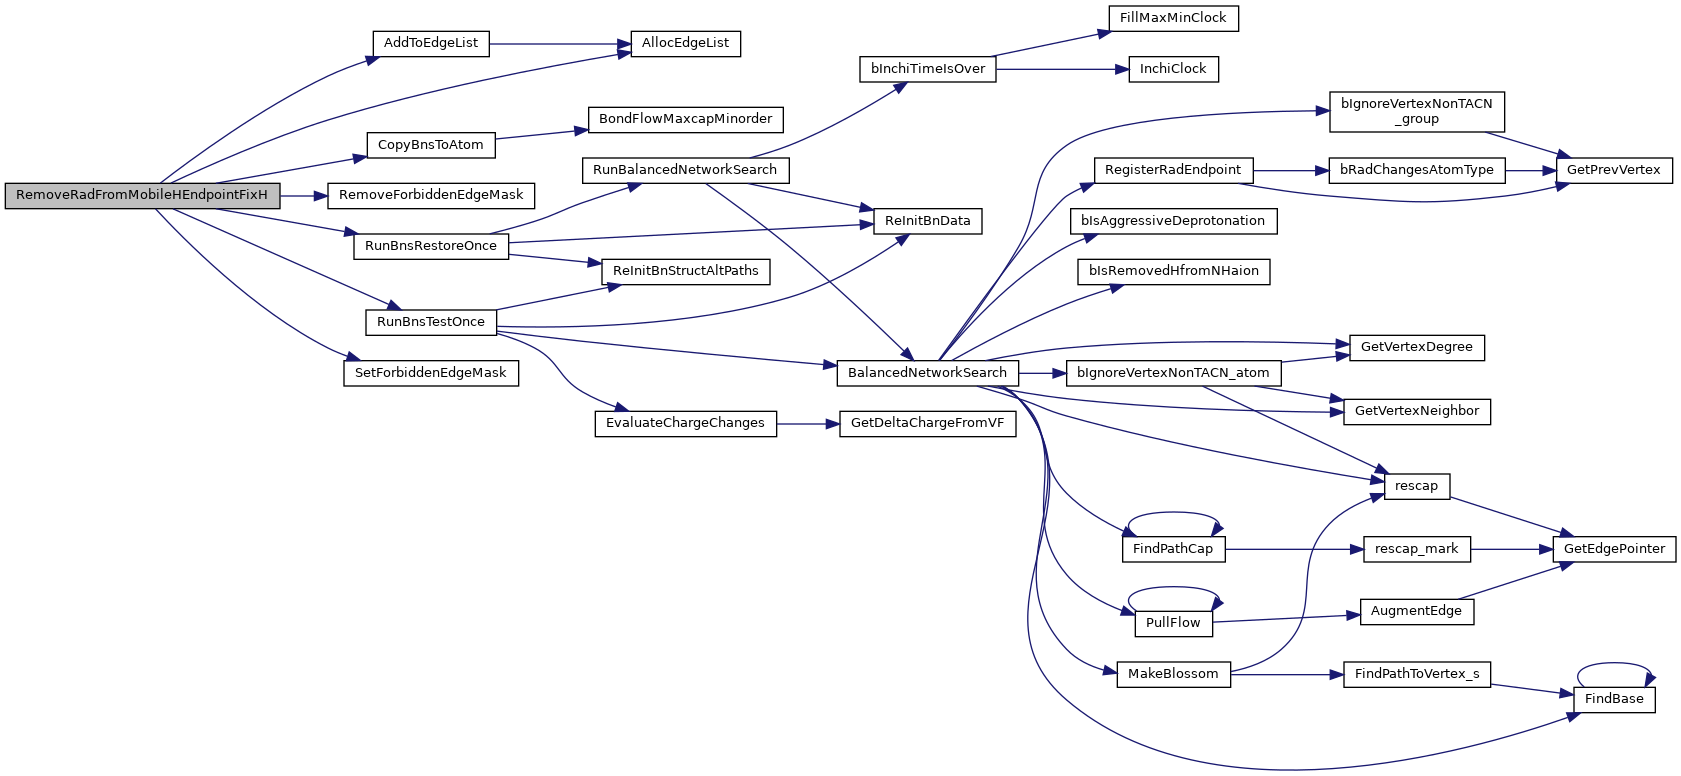 RemoveRadFromMobileHEndpointFixH
AddToEdgeList
AllocEdgeList
CopyBnsToAtom
BondFlowMaxcapMinorder
RemoveForbiddenEdgeMask
RunBnsRestoreOnce
RunBalancedNetworkSearch
ReInitBnData
ReInitBnStructAltPaths
RunBnsTestOnce
SetForbiddenEdgeMask
EvaluateChargeChanges
GetDeltaChargeFromVF
bInchiTimeIsOver
FillMaxMinClock
InchiClock
BalancedNetworkSearch
bIgnoreVertexNonTACN
_group
RegisterRadEndpoint
bRadChangesAtomType
GetPrevVertex
bIsAggressiveDeprotonation
bIsRemovedHfromNHaion
GetVertexDegree
bIgnoreVertexNonTACN_atom
GetVertexNeighbor
rescap
FindPathCap
rescap_mark
GetEdgePointer
PullFlow
AugmentEdge
MakeBlossom
FindPathToVertex_s
FindBase